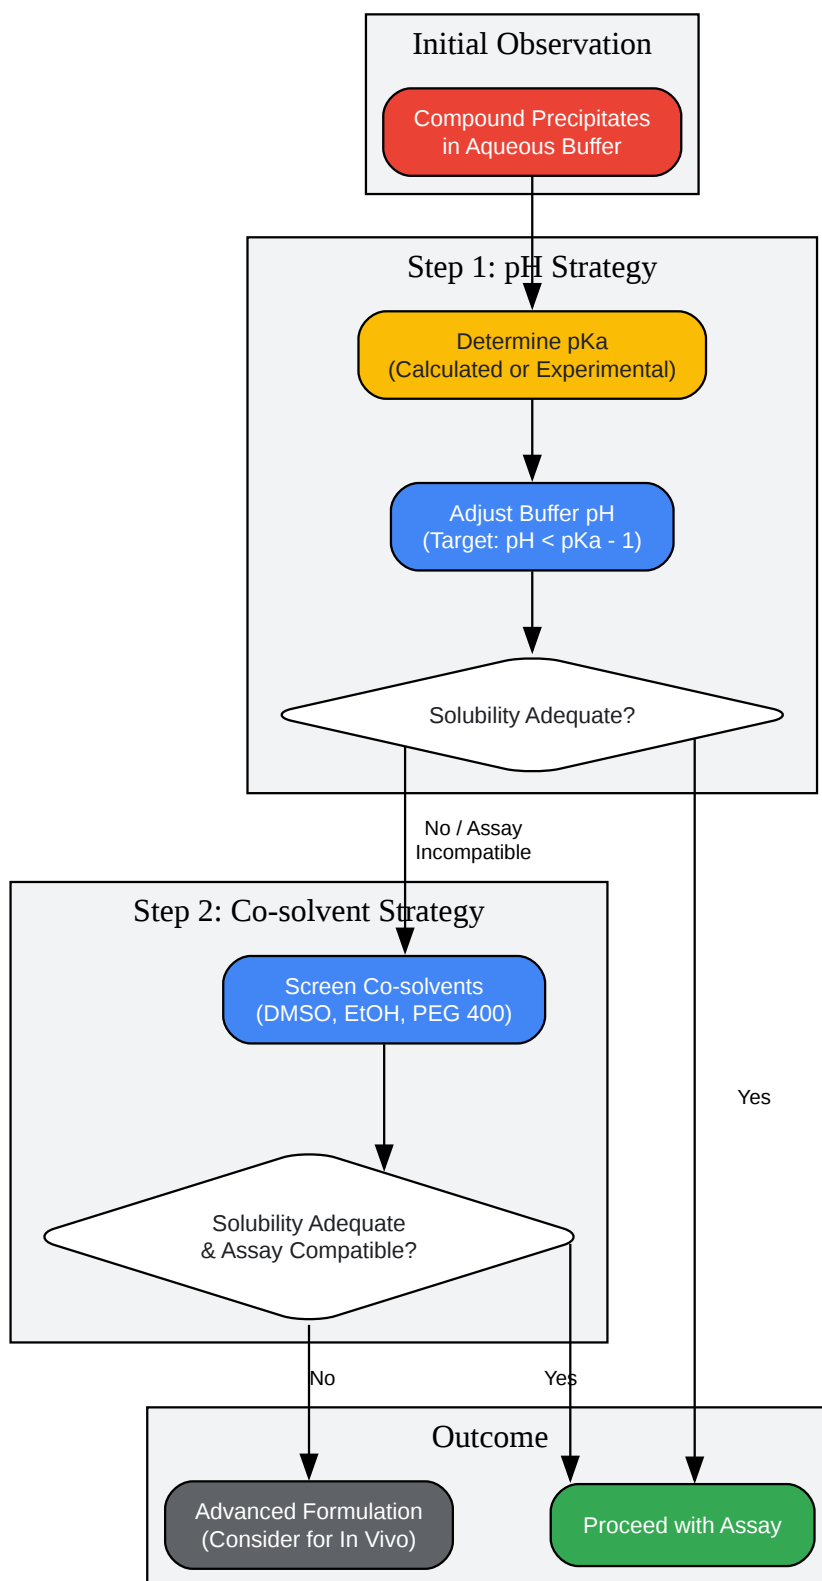 Initial Observation
Compound Precipitates
in Aqueous Buffer
Step 1: pH Strategy
Determine pKa
(Calculated or Experimental)
Adjust Buffer pH
(Target: pH < pKa - 1)
Solubility Adequate?
No / Assay
Incompatible
Step 2: Co-solvent Strategy
Screen Co-solvents
(DMSO, EtOH, PEG 400)
Yes
Solubility Adequate
& Assay Compatible?
No
Yes
Outcome
Advanced Formulation
(Consider for In Vivo)
Proceed with Assay